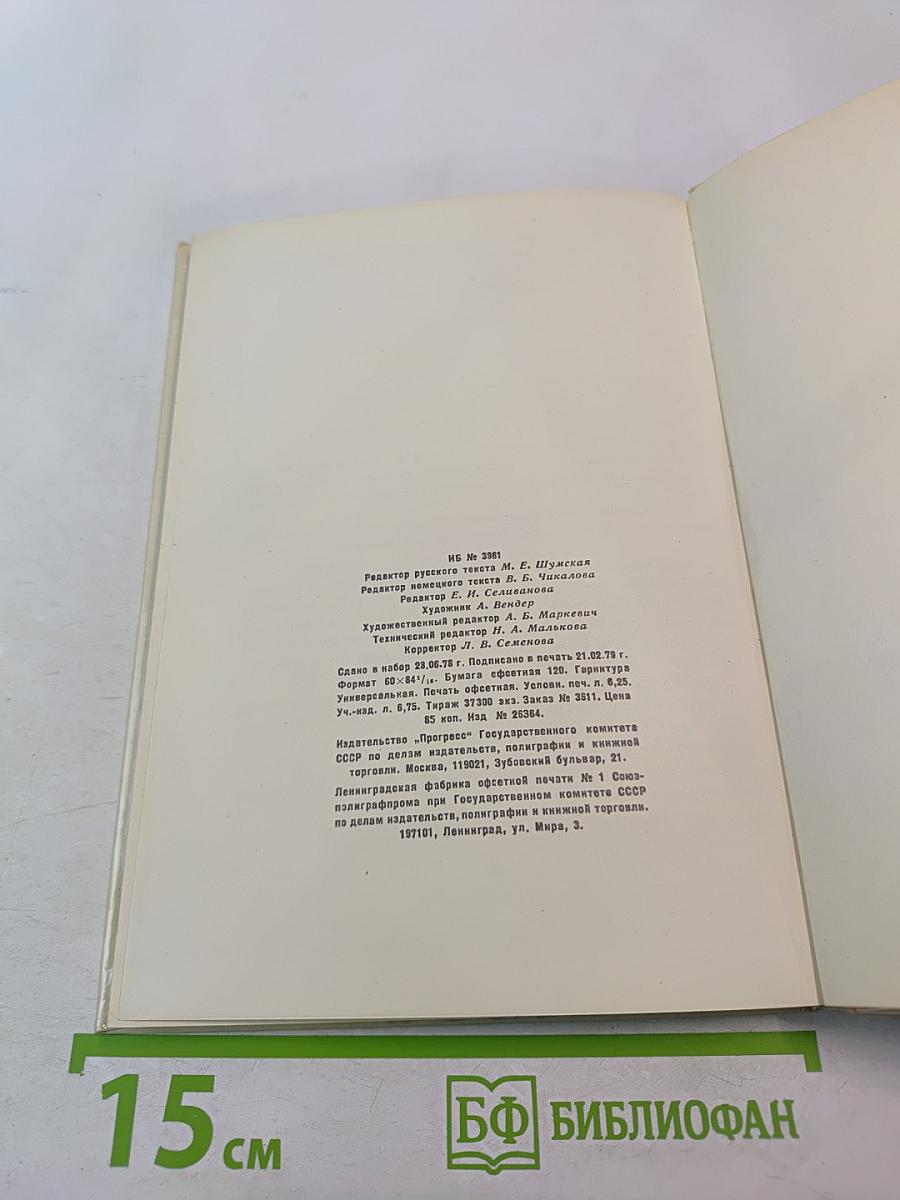 ИБ № 3961
Редактор русского текста М. Е. Шумская
Редактор немецкого текста В. Б. Чикалова
Редактор Е. И. Селиванова
Художник А. Вендер
Художественный редактор А. Б. Маркевич
Технический редактор Н. А. Малькова
Корректор Л. В. Семенова
Сдано в набор 23.06.78 г. Подписано в печать 21.02.79 г.
Формат 60×84¹/₁₆. Бумага офсетная 120. Гарнитура
Универсальная. Печать офсетная. Условн. печ. л. 6,25.
Уч.-изд. л. 6,75. Тираж 37300 экз. Заказ № 3611. Цена
85 коп. Изд № 26364.
Издательство „Прогресс“ Государственного комитета
СССР по делам издательств, полиграфии и книжной
торговли. Москва, 119021, Зубовский бульвар, 21.
Ленинградская фабрика офсетной печати № 1 Союз-
полиграфпрома при Государственном комитете СССР
по делам издательств, полиграфии и книжной торговли.
197101, Ленинград, ул. Мира, 3.
15 см
БФ БИБЛИОФАН